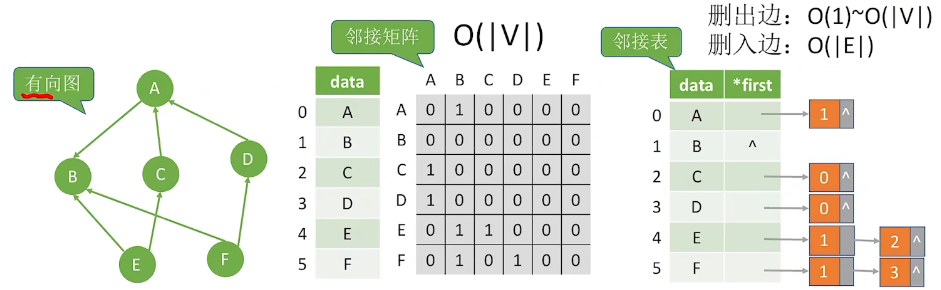 有向图
A
B
C
D
E
F
邻接矩阵
O(|V|)
data
0 A
1 B
2 C
3 D
4 E
5 F
A B C D E F
A 0 1 0 0 0 0
B 0 0 0 0 0 0
C 1 0 0 0 0 0
D 1 0 0 0 0 0
E 0 1 1 0 0 0
F 0 1 0 1 0 0
删出边：O(1)~O(|V|)
删入边：O(|E|)
邻接表
data *first
0 A 1 ^
1 B ^
2 C 0 ^
3 D 0 ^
4 E 1 2 ^
5 F 1 3 ^